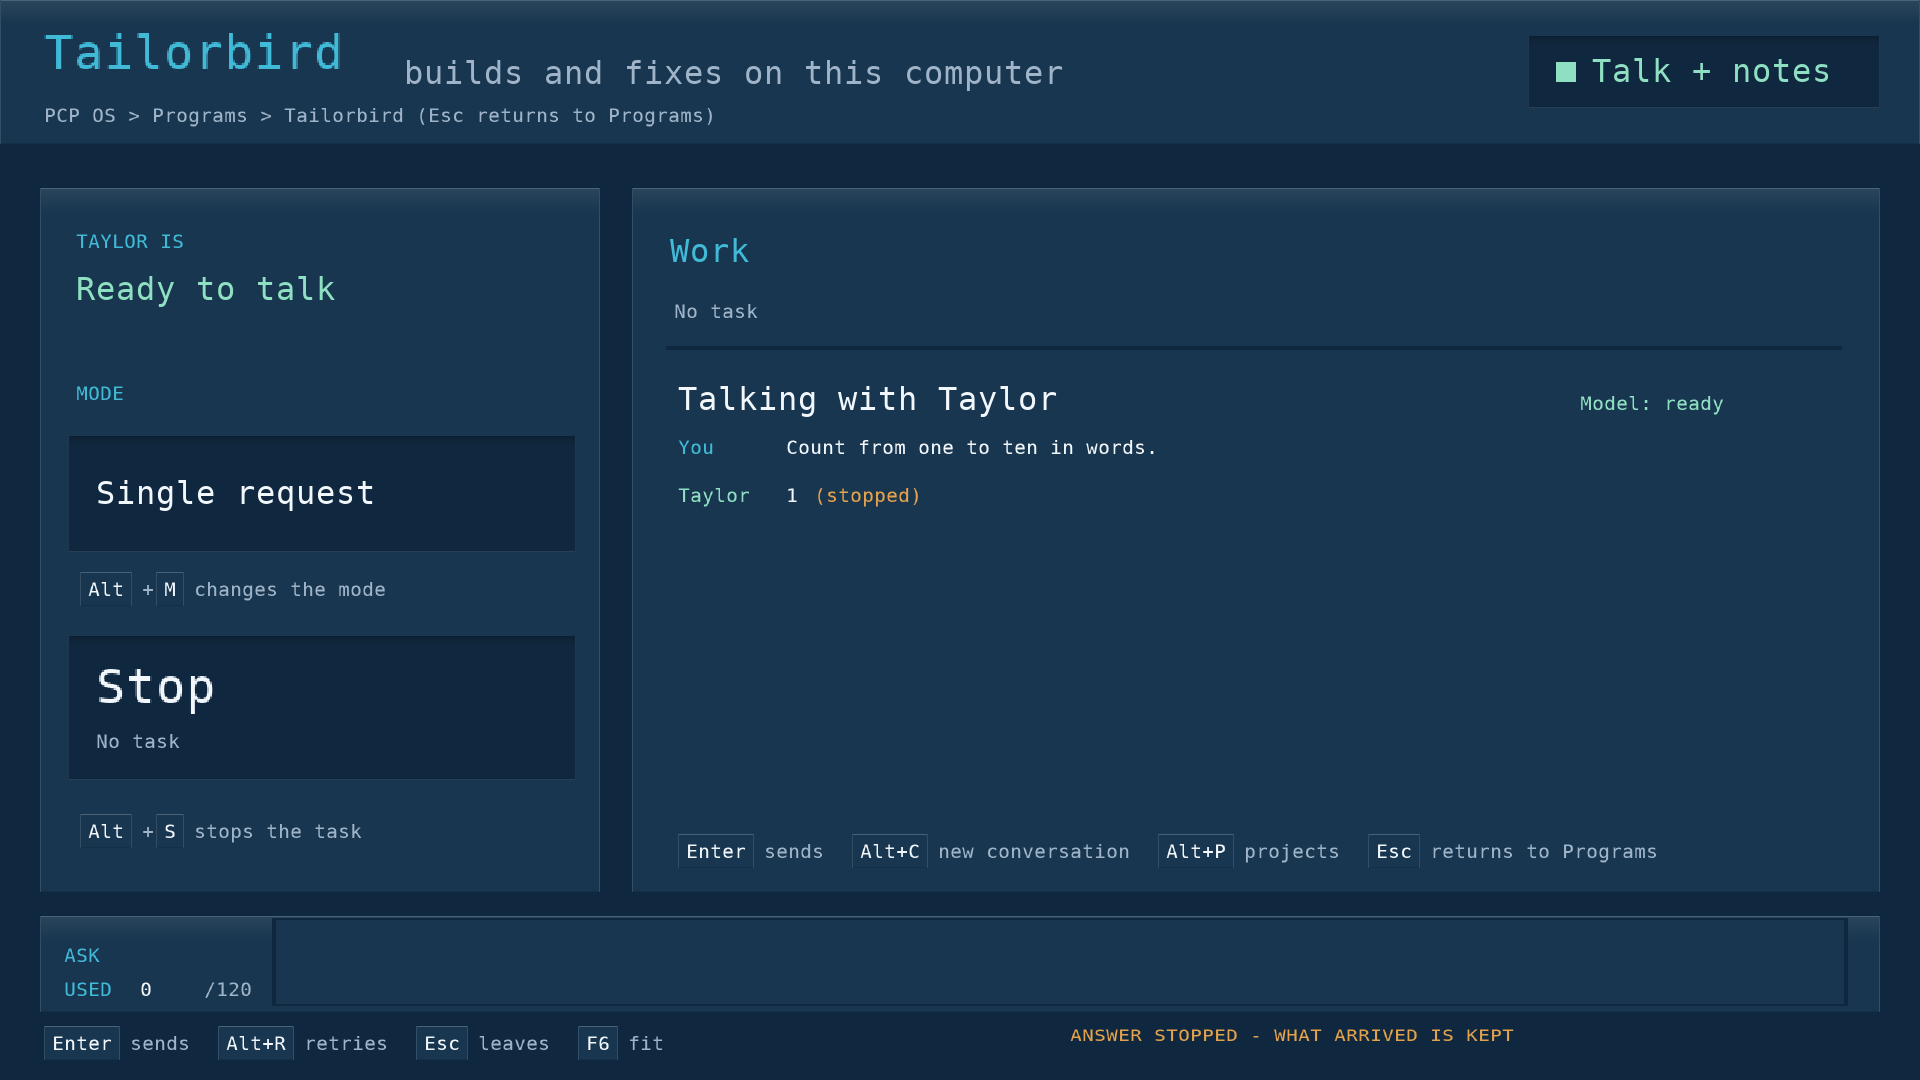 Tailorbird builds and fixes on this computer
Talk + notes
PCP OS > Programs > Tailorbird (Esc returns to Programs)
TAYLOR IS
Ready to talk
MODE
Single request
Alt + M changes the mode
Stop
No task
Alt + S stops the task
Work
No task
Talking with Taylor
Model: ready
You Count from one to ten in words.
Taylor 1 (stopped)
Enter sends Alt+C new conversation Alt+P projects Esc returns to Programs
ASK
USED 0 /120
Enter sends Alt+R retries Esc leaves F6 fit
ANSWER STOPPED - WHAT ARRIVED IS KEPT